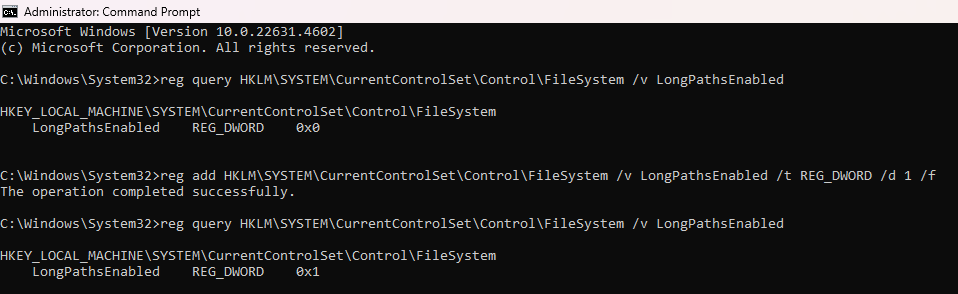 Administrator: Command Prompt
Microsoft Windows [Version 10.0.22631.4602]
(c) Microsoft Corporation. All rights reserved.
C:\Windows\System32>reg query HKLM\SYSTEM\CurrentControlSet\Control\FileSystem /v LongPathsEnabled
HKEY_LOCAL_MACHINE\SYSTEM\CurrentControlSet\Control\FileSystem
    LongPathsEnabled    REG_DWORD    0x0
C:\Windows\System32>reg add HKLM\SYSTEM\CurrentControlSet\Control\FileSystem /v LongPathsEnabled /t REG_DWORD /d 1 /f
The operation completed successfully.
C:\Windows\System32>reg query HKLM\SYSTEM\CurrentControlSet\Control\FileSystem /v LongPathsEnabled
HKEY_LOCAL_MACHINE\SYSTEM\CurrentControlSet\Control\FileSystem
    LongPathsEnabled    REG_DWORD    0x1